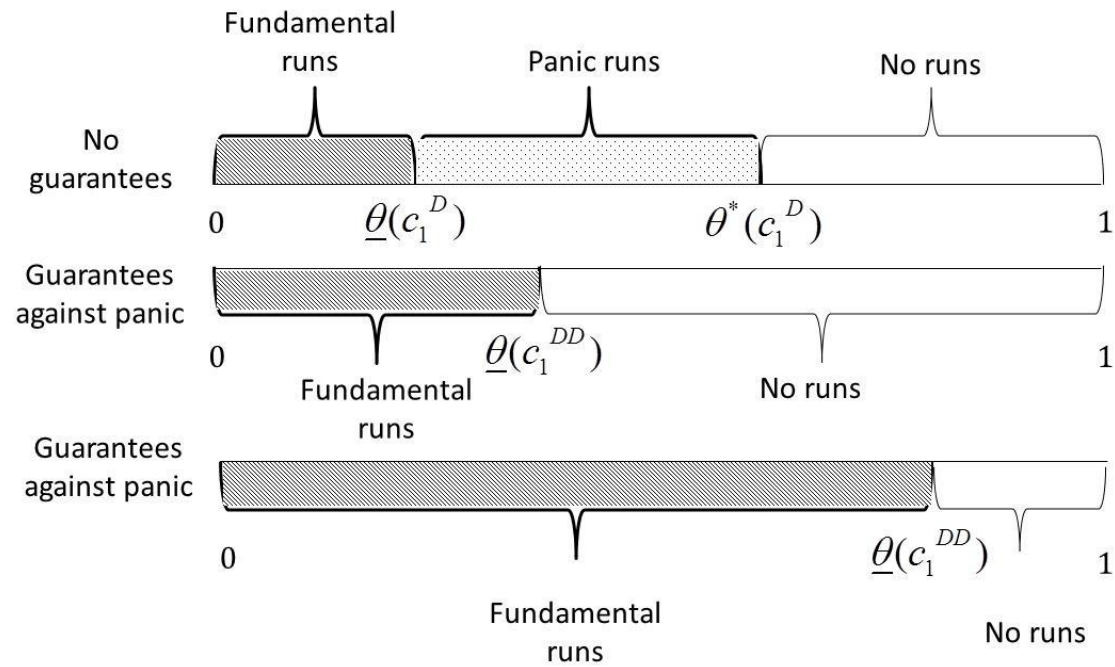 Fundamental
runs
Panic runs
No runs
No
guarantees
0
θ(c₁ᴰ)
θ*(c₁ᴰ)
1
Guarantees
against panic
0
θ(c₁ᴰᴰ)
1
Fundamental
runs
No runs
Guarantees
against panic
0
θ(c₁ᴰᴰ)
1
Fundamental
runs
No runs